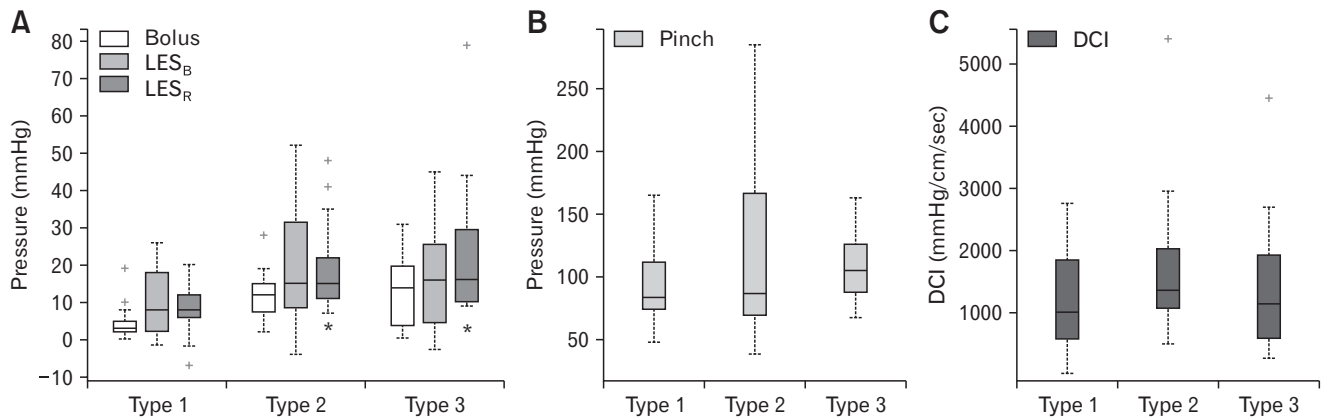 A
Bolus
LES_B
LES_R
Pressure (mmHg)
80
70
60
50
40
30
20
10
0
−10
*
*
Type 1
Type 2
Type 3
B
Pinch
Pressure (mmHg)
250
200
150
100
50
Type 1
Type 2
Type 3
C
DCI
DCI (mmHg/cm/sec)
5000
4000
3000
2000
1000
Type 1
Type 2
Type 3